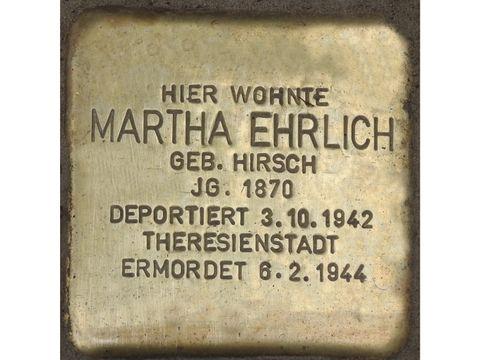 HIER WOHNTE
MARTHA EHRLICH
GEB. HIRSCH
JG. 1870
DEPORTIERT 3.10.1942
THERESIENSTADT
ERMORDET 6.2.1944